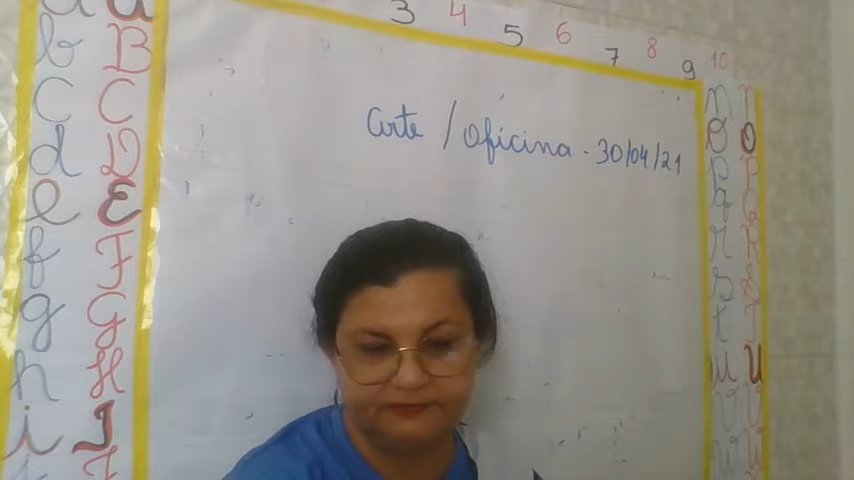 3 4 5 6 7 8 9 10
Arte / Oficina - 30/04/21
a a
b B
c C
d D
e E
f F
g G
h H
i I
n n
o O
p P
q Q
r R
s S
t T
u U
v V
w W